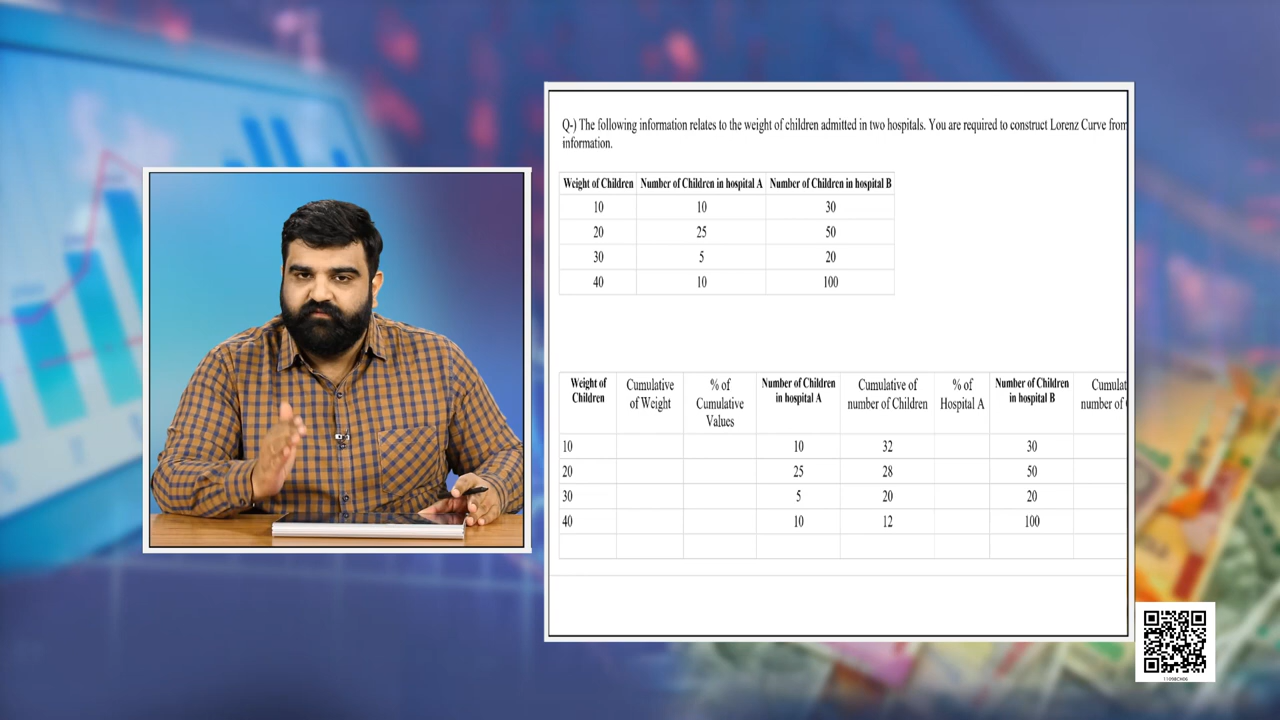 Q-) The following information relates to the weight of children admitted in two hospitals. You are required to construct Lorenz Curve from
information.
Weight of Children Number of Children in hospital A Number of Children in hospital B
10 10 30
20 25 50
30 5 20
40 10 100
Weight of Children Cumulative of Weight % of Cumulative Values Number of Children in hospital A Cumulative of number of Children % of Hospital A Number of Children in hospital B Cumulat number of
10 10 32 30
20 25 28 50
30 5 20 20
40 10 12 100